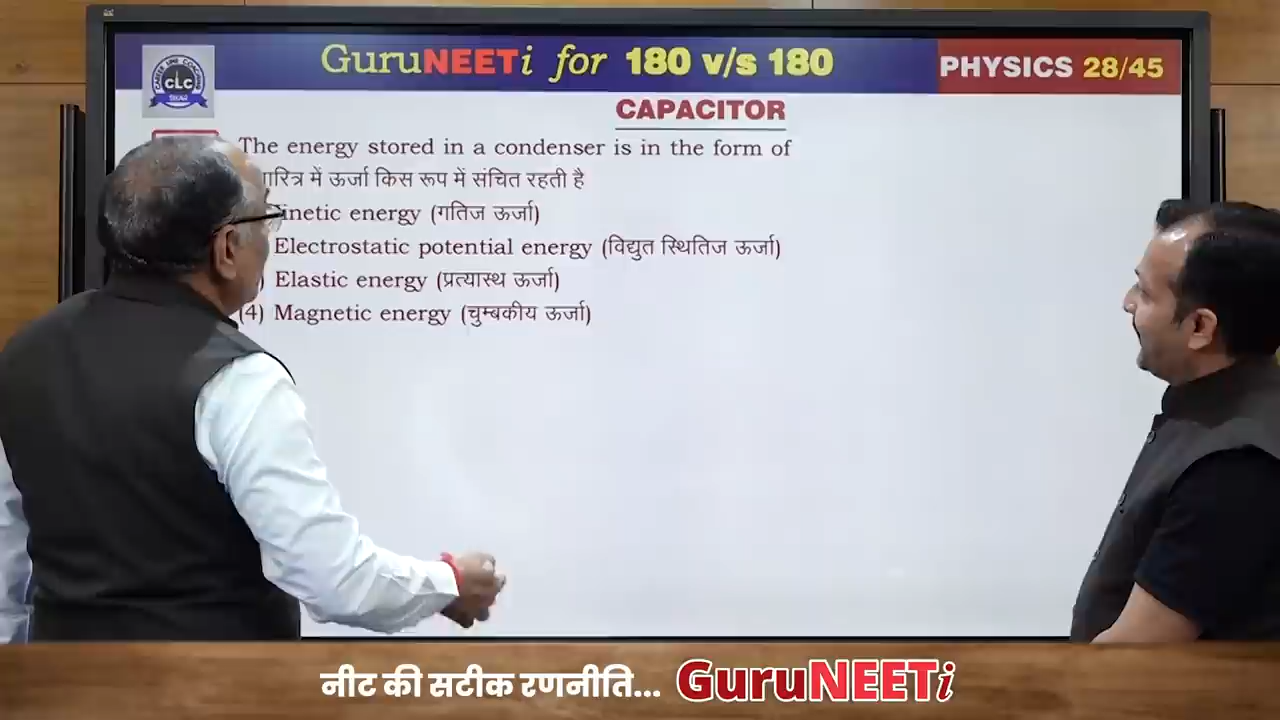 GuruNEETi for 180 v/s 180
PHYSICS 28/45
CLC
SIKAR
CAPACITOR
The energy stored in a condenser is in the form of
में ऊर्जा किस रूप में संचित रहती है
energy (गतिज ऊर्जा)
Electrostatic potential energy (विद्युत स्थितिज ऊर्जा)
Elastic energy (प्रत्यास्थ ऊर्जा)
(4) Magnetic energy (चुम्बकीय ऊर्जा)
नीट की सटीक रणनीति... GuruNEETi